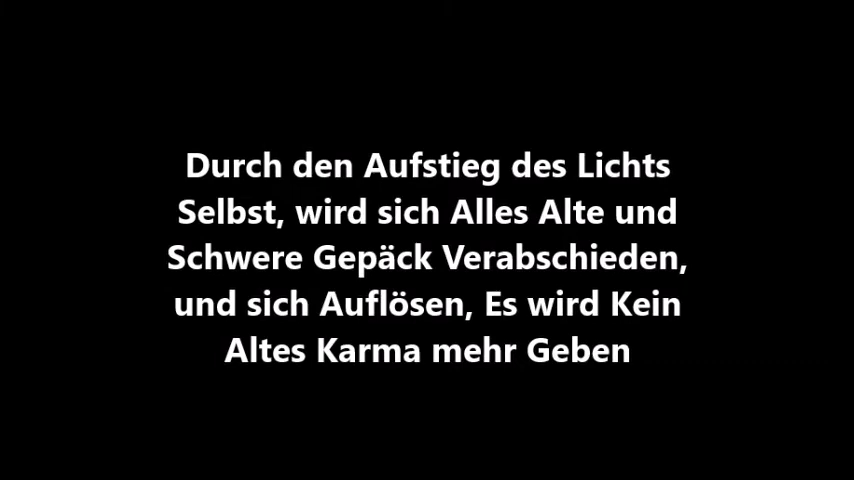 Durch den Aufstieg des Lichts
Selbst, wird sich Alles Alte und
Schwere Gepäck Verabschieden,
und sich Auflösen, Es wird Kein
Altes Karma mehr Geben